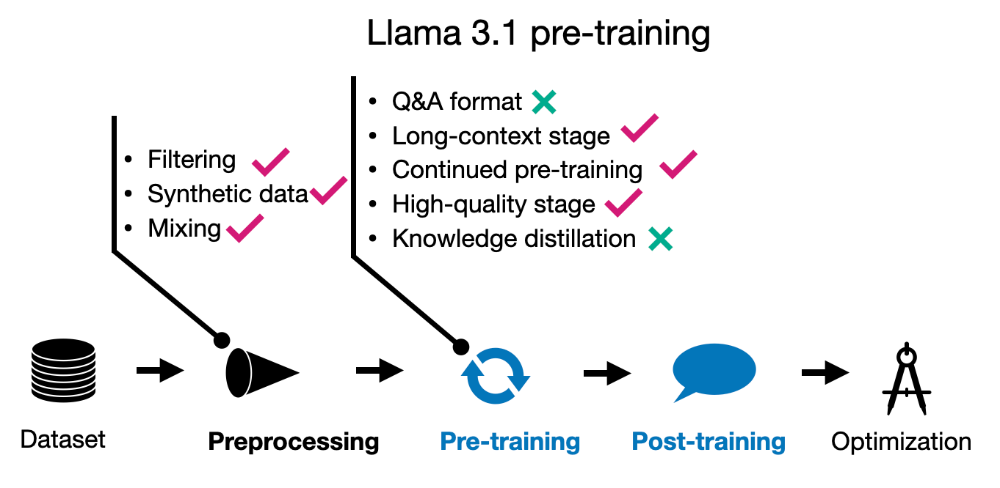 Llama 3.1 pre-training
• Filtering
• Synthetic data
• Mixing
• Q&A format
• Long-context stage
• Continued pre-training
• High-quality stage
• Knowledge distillation
Dataset
Preprocessing
Pre-training
Post-training
Optimization